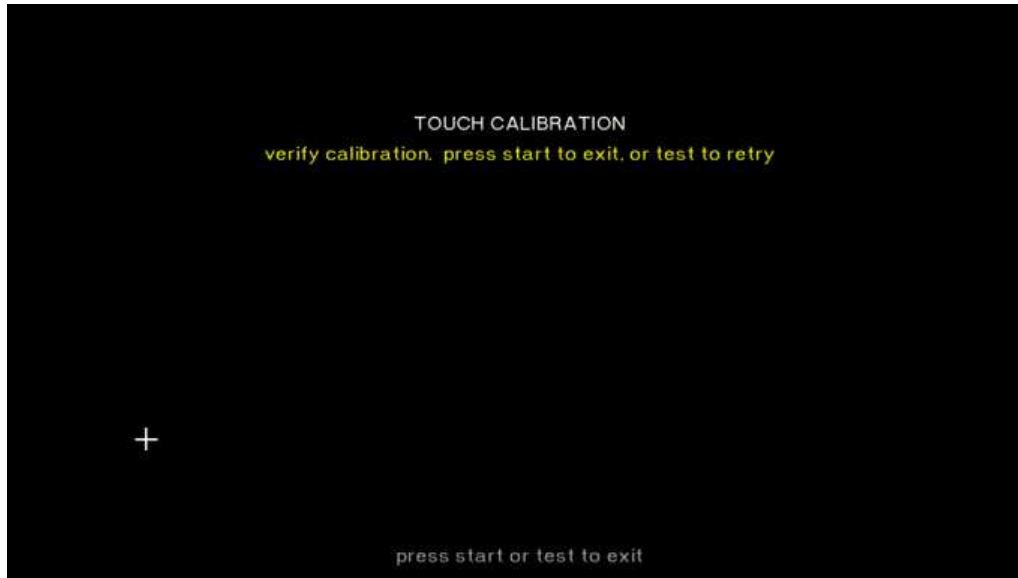 TOUCH CALIBRATION
verify calibration. press start to exit, or test to retry
press start or test to exit